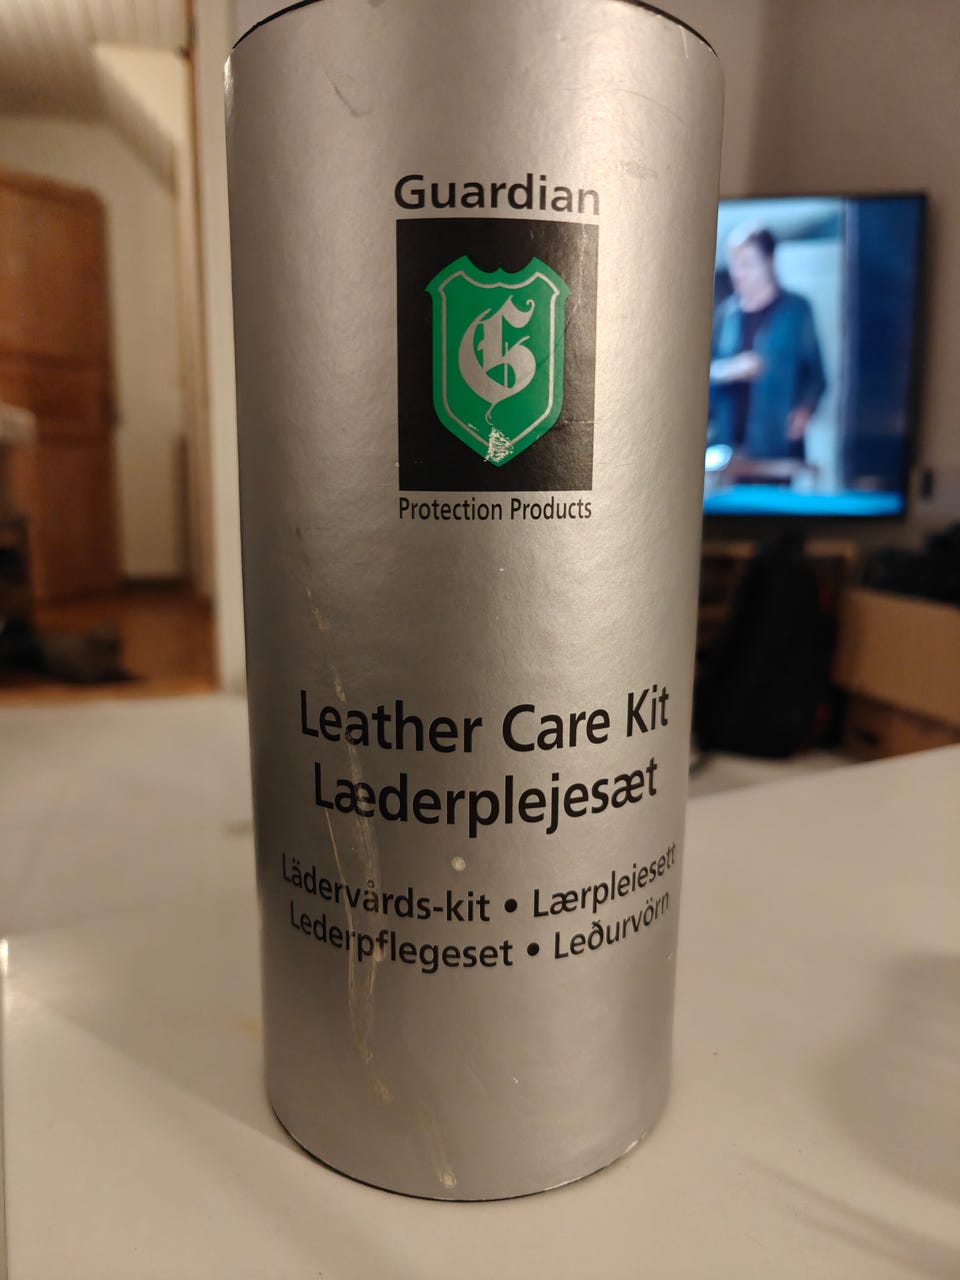 Guardian
G
Protection Products
Leather Care Kit
Læderplejesæt
Lädervårds-kit • Lærpleiesett
Lederpflegeset • Leðurvörn